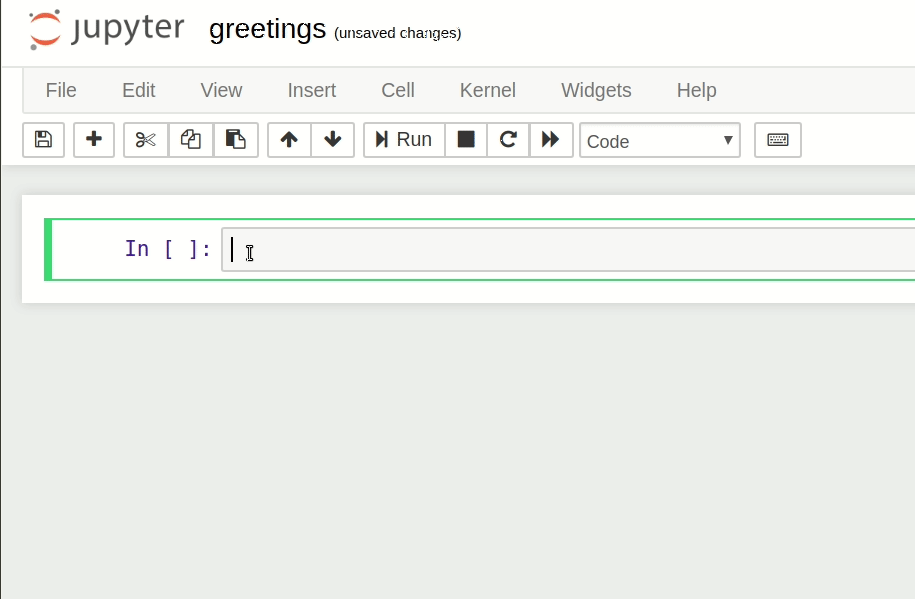 jupyter greetings (unsaved changes)
File Edit View Insert Cell Kernel Widgets Help
Run Code
In [ ]: